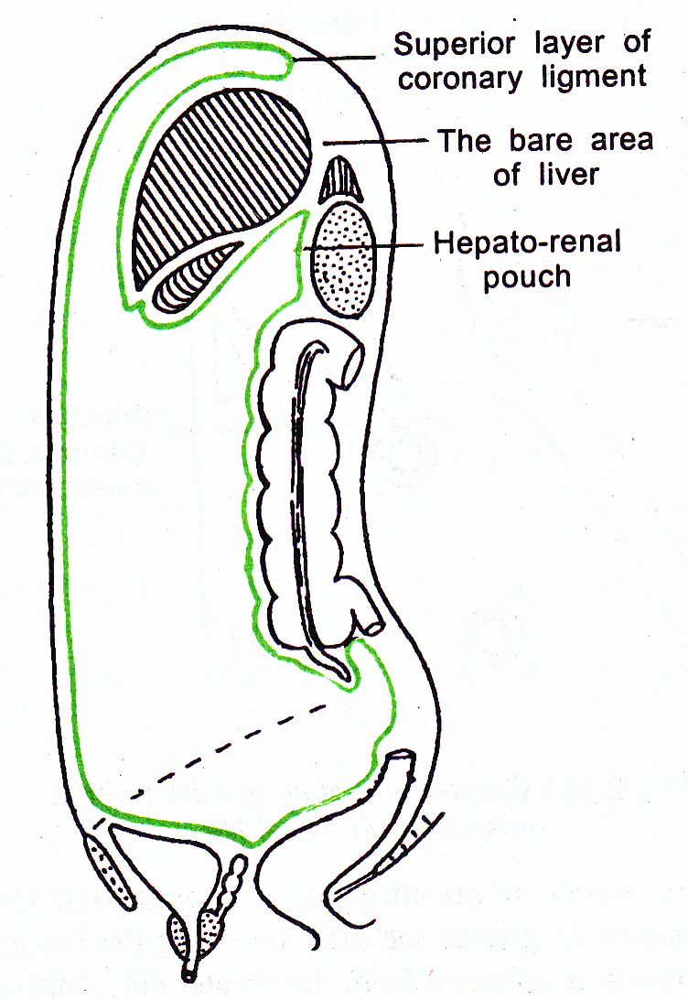 Superior layer of
coronary ligment
The bare area
of liver
Hepato-renal
pouch